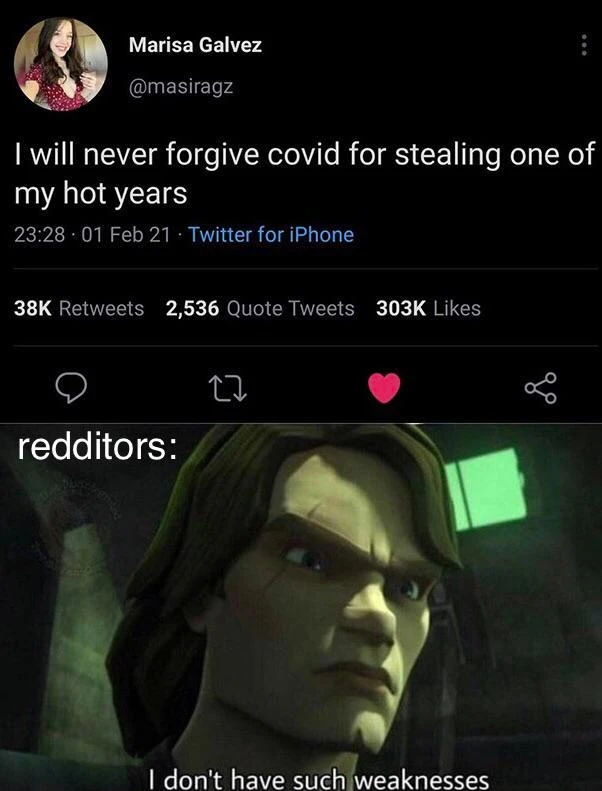 Marisa Galvez
@masiragz
I will never forgive covid for stealing one of
my hot years
23:28 · 01 Feb 21 · Twitter for iPhone
38K Retweets 2,536 Quote Tweets 303K Likes
redditors:
I don't have such weaknesses